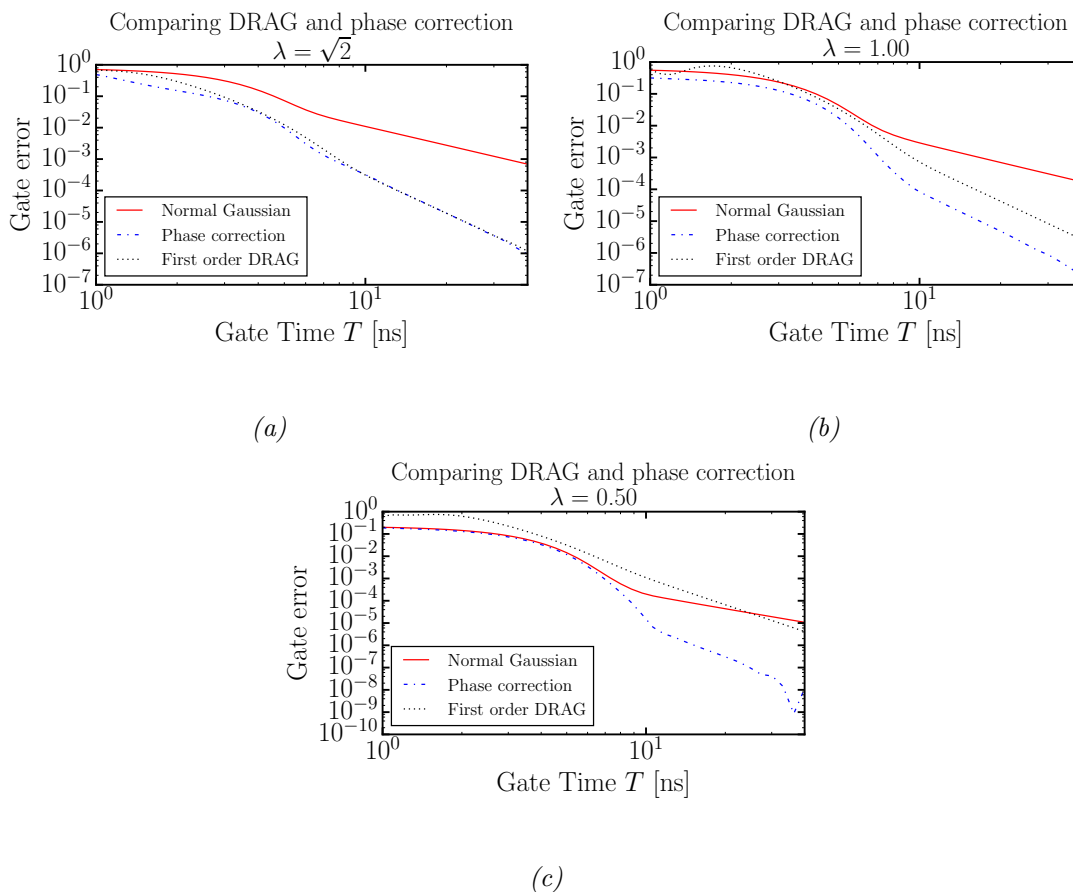 Comparing DRAG and phase correction
λ = √2
10^0
10^-1
10^-2
10^-3
10^-4
10^-5
10^-6
10^-7
Gate error
Normal Gaussian
Phase correction
First order DRAG
10^0
10^1
Gate Time T [ns]
(a)
Comparing DRAG and phase correction
λ = 1.00
10^0
10^-1
10^-2
10^-3
10^-4
10^-5
10^-6
10^-7
Gate error
Normal Gaussian
Phase correction
First order DRAG
10^0
10^1
Gate Time T [ns]
(b)
Comparing DRAG and phase correction
λ = 0.50
10^0
10^-1
10^-2
10^-3
10^-4
10^-5
10^-6
10^-7
10^-8
10^-9
10^-10
Gate error
Normal Gaussian
Phase correction
First order DRAG
10^0
10^1
Gate Time T [ns]
(c)